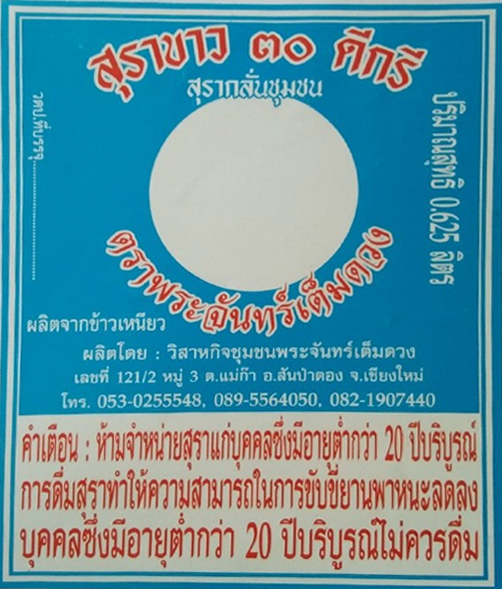 สุราขาว ๓๐ ดีกรี
สุรากลั่นชุมชน
วดป.ที่บรรจุ
ปริมาณสุทธิ 0.625 ลิตร
ตราพระจันทร์เต็มดวง
ผลิตจากข้าวเหนียว
ผลิตโดย : วิสาหกิจชุมชนพระจันทร์เต็มดวง
เลขที่ 121/2 หมู่ 3 ต.แม่ก๊า อ.สันป่าตอง จ.เชียงใหม่
โทร. 053-0255548, 089-5564050, 082-1907440
คำเตือน : ห้ามจำหน่ายสุราแก่บุคคลซึ่งมีอายุต่ำกว่า 20 ปีบริบูรณ์
การดื่มสุราทำให้ความสามารถในการขับขี่ยานพาหนะลดลง
บุคคลซึ่งมีอายุต่ำกว่า 20 ปีบริบูรณ์ไม่ควรดื่ม